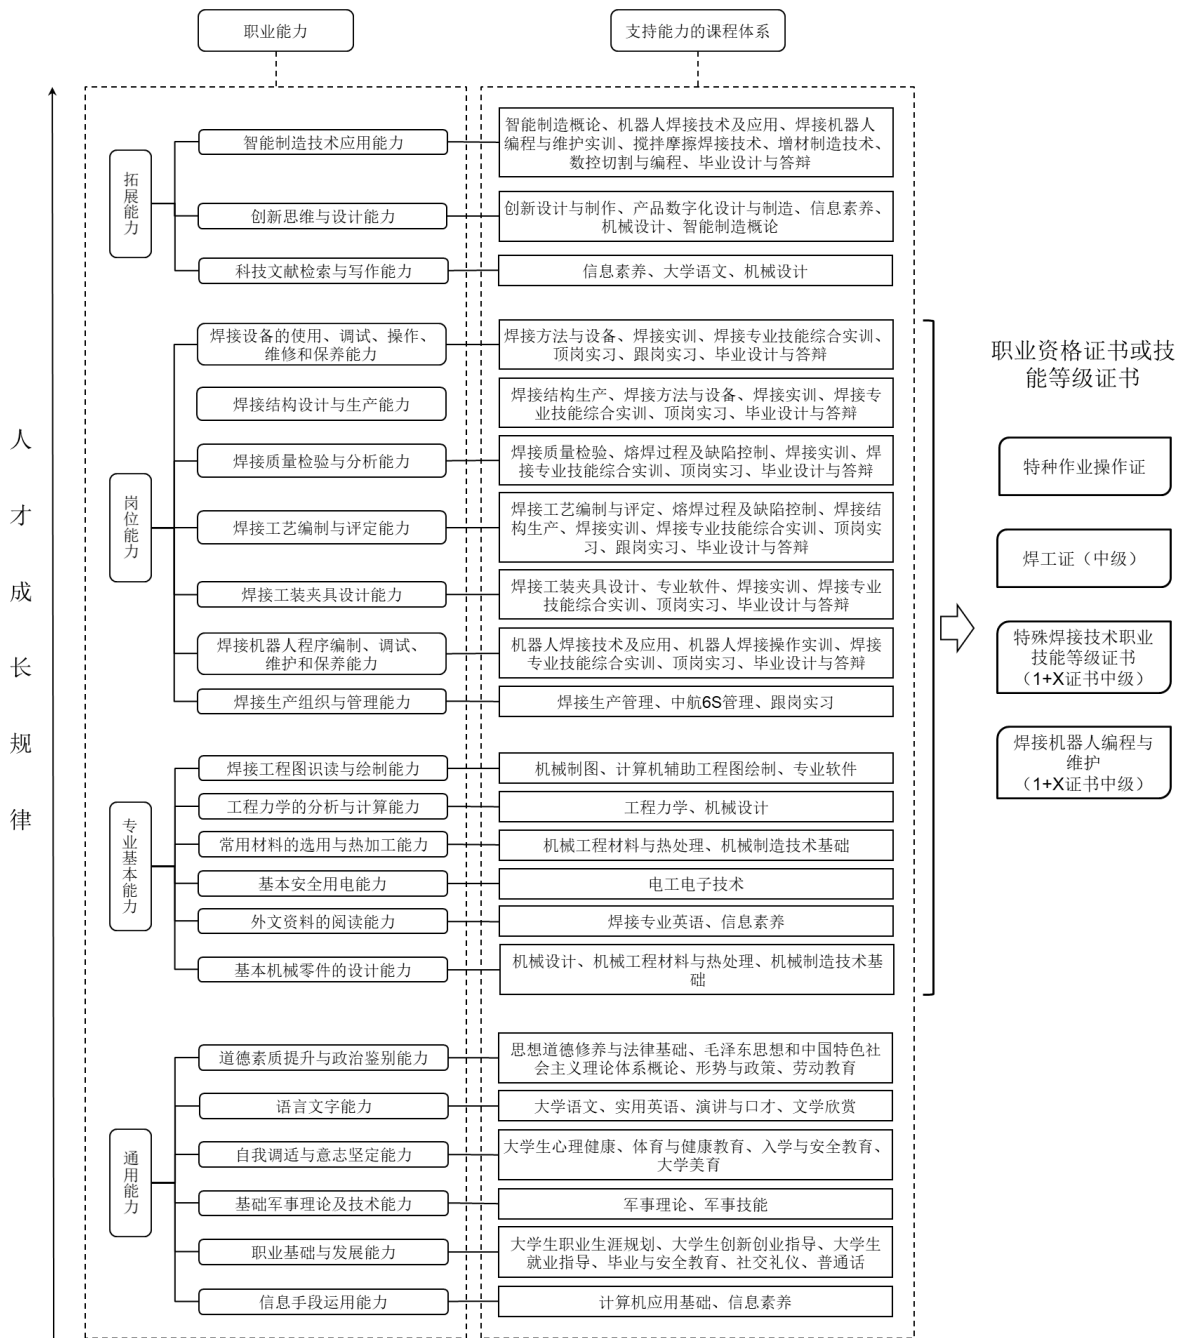 职业能力
支持能力的课程体系
人才成长规律
拓展能力
智能制造技术应用能力
智能制造概论、机器人焊接技术及应用、焊接机器人
编程与维护实训、搅拌摩擦焊接技术、增材制造技术、
数控切割与编程、毕业设计与答辩
创新思维与设计能力
创新设计与制作、产品数字化设计与制造、信息素养、
机械设计、智能制造概论
科技文献检索与写作能力
信息素养、大学语文、机械设计
岗位能力
焊接设备的使用、调试、操作、
维修和保养能力
焊接方法与设备、焊接实训、焊接专业技能综合实训、
顶岗实习、跟岗实习、毕业设计与答辩
焊接结构设计与生产能力
焊接结构生产、焊接方法与设备、焊接实训、焊接专
业技能综合实训、顶岗实习、毕业设计与答辩
焊接质量检验与分析能力
焊接质量检验、熔焊过程及缺陷控制、焊接实训、焊
接专业技能综合实训、顶岗实习、毕业设计与答辩
焊接工艺编制与评定能力
焊接工艺编制与评定、熔焊过程及缺陷控制、焊接结
构生产、焊接实训、焊接专业技能综合实训、顶岗实
习、跟岗实习、毕业设计与答辩
焊接工装夹具设计能力
焊接工装夹具设计、专业软件、焊接实训、焊接专业
技能综合实训、顶岗实习、毕业设计与答辩
焊接机器人程序编制、调试、
维护和保养能力
机器人焊接技术及应用、机器人焊接操作实训、焊接
专业技能综合实训、顶岗实习、毕业设计与答辩
焊接生产组织与管理能力
焊接生产管理、中航6S管理、跟岗实习
专业基本能力
焊接工程图识读与绘制能力
机械制图、计算机辅助工程图绘制、专业软件
工程力学的分析与计算能力
工程力学、机械设计
常用材料的选用与热加工能力
机械工程材料与热处理、机械制造技术基础
基本安全用电能力
电工电子技术
外文资料的阅读能力
焊接专业英语、信息素养
基本机械零件的设计能力
机械设计、机械工程材料与热处理、机械制造技术基
础
通用能力
道德素质提升与政治鉴别能力
思想道德修养与法律基础、毛泽东思想和中国特色社
会主义理论体系概论、形势与政策、劳动教育
语言文字能力
大学语文、实用英语、演讲与口才、文学欣赏
自我调适与意志坚定能力
大学生心理健康、体育与健康教育、入学与安全教育、
大学美育
基础军事理论及技术能力
军事理论、军事技能
职业基础与发展能力
大学生职业生涯规划、大学生创新创业指导、大学生
就业指导、毕业与安全教育、社交礼仪、普通话
信息手段运用能力
计算机应用基础、信息素养
职业资格证书或技
能等级证书
特种作业操作证
焊工证（中级）
特殊焊接技术职业
技能等级证书
（1+X证书中级）
焊接机器人编程与
维护
（1+X证书中级）